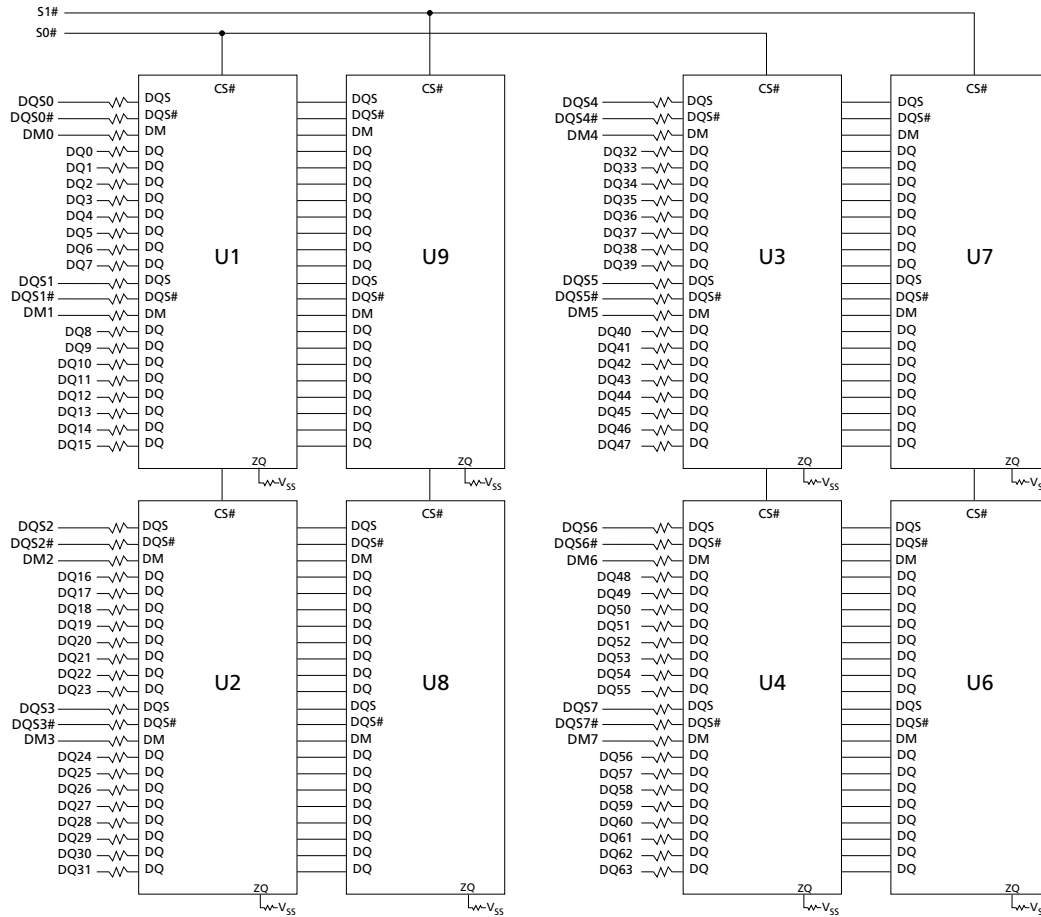 S1#
S0#
CS# CS# CS# CS#
DQS0 DQS DQS DQS4 DQS DQS
DQS0# DQS# DQS# DQS4# DQS# DQS#
DM0 DM DM DM4 DM DM
DQ0 DQ DQ DQ32 DQ DQ
DQ1 DQ DQ DQ33 DQ DQ
DQ2 DQ DQ DQ34 DQ DQ
DQ3 DQ DQ DQ35 DQ DQ
DQ4 DQ DQ DQ36 DQ DQ
DQ5 DQ DQ DQ37 DQ DQ
DQ6 DQ DQ DQ38 DQ DQ
U1 U9 U3 U7
DQ7 DQ DQ DQ39 DQ DQ
DQS1 DQS DQS DQS5 DQS DQS
DQS1# DQS# DQS# DQS5# DQS# DQS#
DM1 DM DM DM5 DM DM
DQ8 DQ DQ DQ40 DQ DQ
DQ9 DQ DQ DQ41 DQ DQ
DQ10 DQ DQ DQ42 DQ DQ
DQ11 DQ DQ DQ43 DQ DQ
DQ12 DQ DQ DQ44 DQ DQ
DQ13 DQ DQ DQ45 DQ DQ
DQ14 DQ DQ DQ46 DQ DQ
DQ15 DQ DQ DQ47 DQ DQ
ZQ ZQ ZQ ZQ
VSS VSS VSS VS
CS# CS# CS# CS#
DQS2 DQS DQS DQS6 DQS DQS
DQS2# DQS# DQS# DQS6# DQS# DQS#
DM2 DM DM DM6 DM DM
DQ16 DQ DQ DQ48 DQ DQ
DQ17 DQ DQ DQ49 DQ DQ
DQ18 DQ DQ DQ50 DQ DQ
DQ19 DQ DQ DQ51 DQ DQ
DQ20 DQ DQ DQ52 DQ DQ
DQ21 DQ DQ DQ53 DQ DQ
DQ22 DQ DQ DQ54 DQ DQ
U2 U8 U4 U6
DQ23 DQ DQ DQ55 DQ DQ
DQS3 DQS DQS DQS7 DQS DQS
DQS3# DQS# DQS# DQS7# DQS# DQS#
DM3 DM DM DM7 DM DM
DQ24 DQ DQ DQ56 DQ DQ
DQ25 DQ DQ DQ57 DQ DQ
DQ26 DQ DQ DQ58 DQ DQ
DQ27 DQ DQ DQ59 DQ DQ
DQ28 DQ DQ DQ60 DQ DQ
DQ29 DQ DQ DQ61 DQ DQ
DQ30 DQ DQ DQ62 DQ DQ
DQ31 DQ DQ DQ63 DQ DQ
ZQ ZQ ZQ ZQ
VSS VSS VSS VS